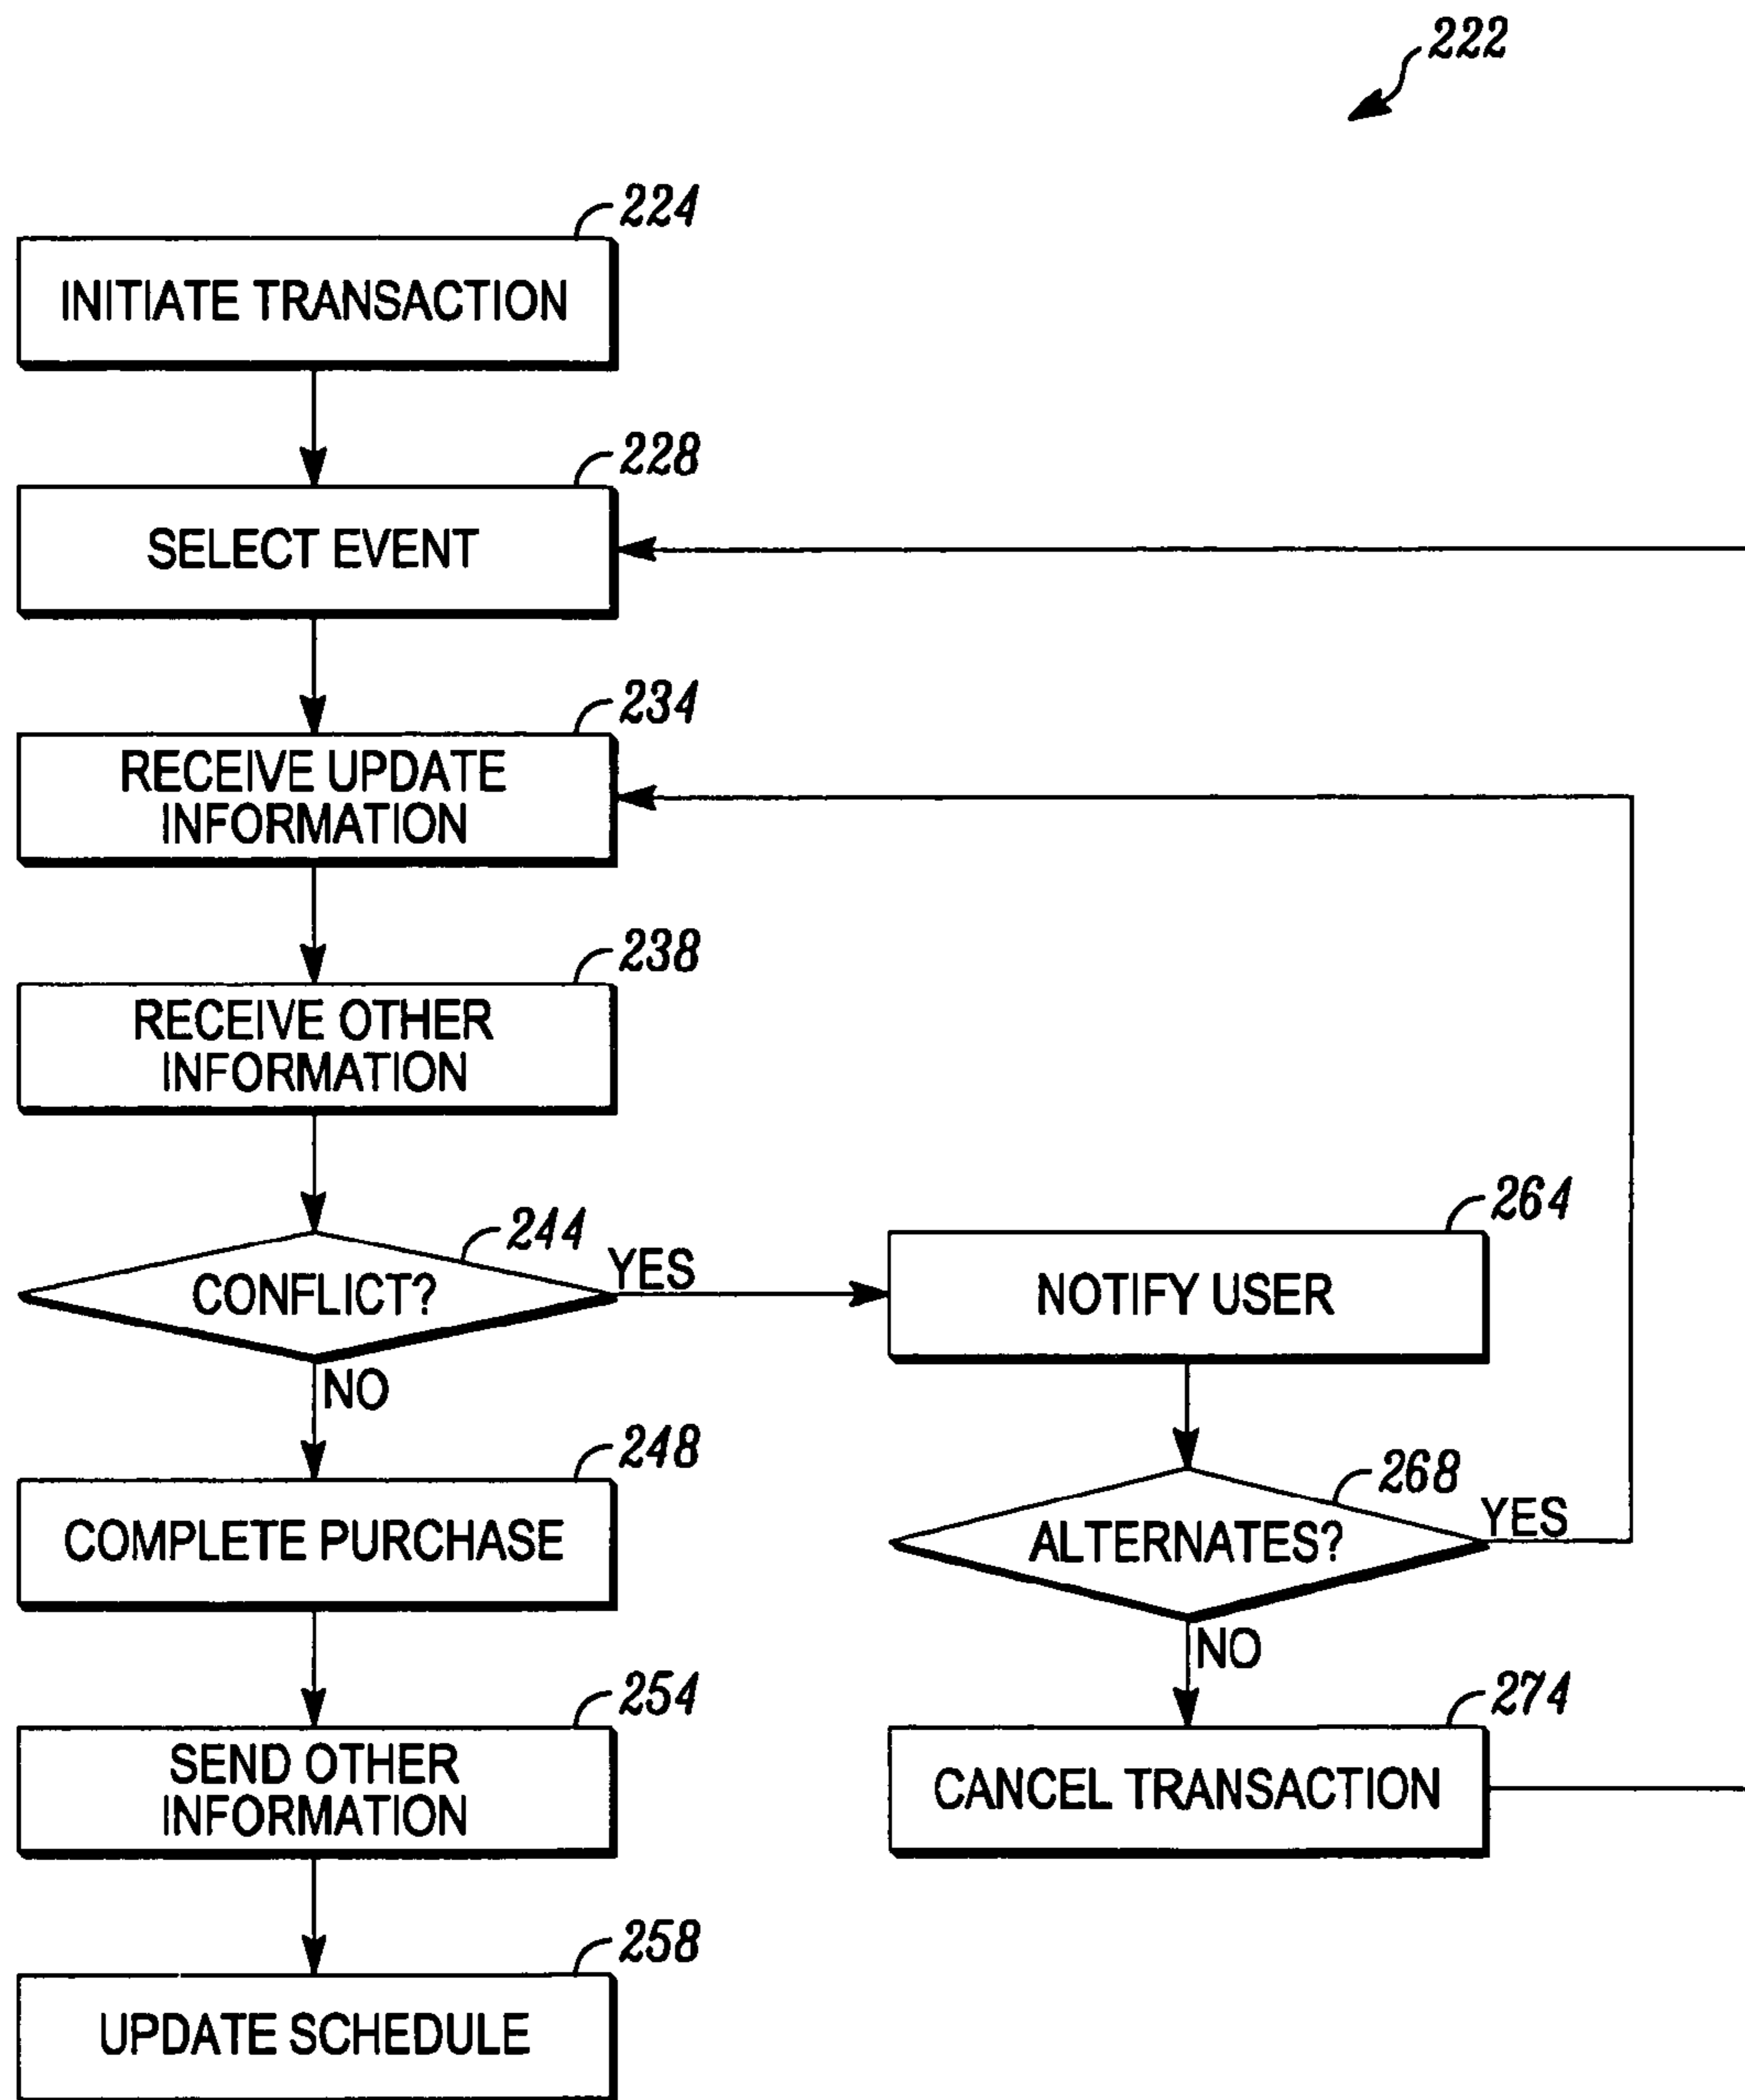 222
224
INITIATE TRANSACTION
228
SELECT EVENT
234
RECEIVE UPDATE
INFORMATION
238
RECEIVE OTHER
INFORMATION
244
CONFLICT?
YES
NO
264
NOTIFY USER
248
COMPLETE PURCHASE
268
ALTERNATES?
YES
NO
254
SEND OTHER
INFORMATION
274
CANCEL TRANSACTION
258
UPDATE SCHEDULE